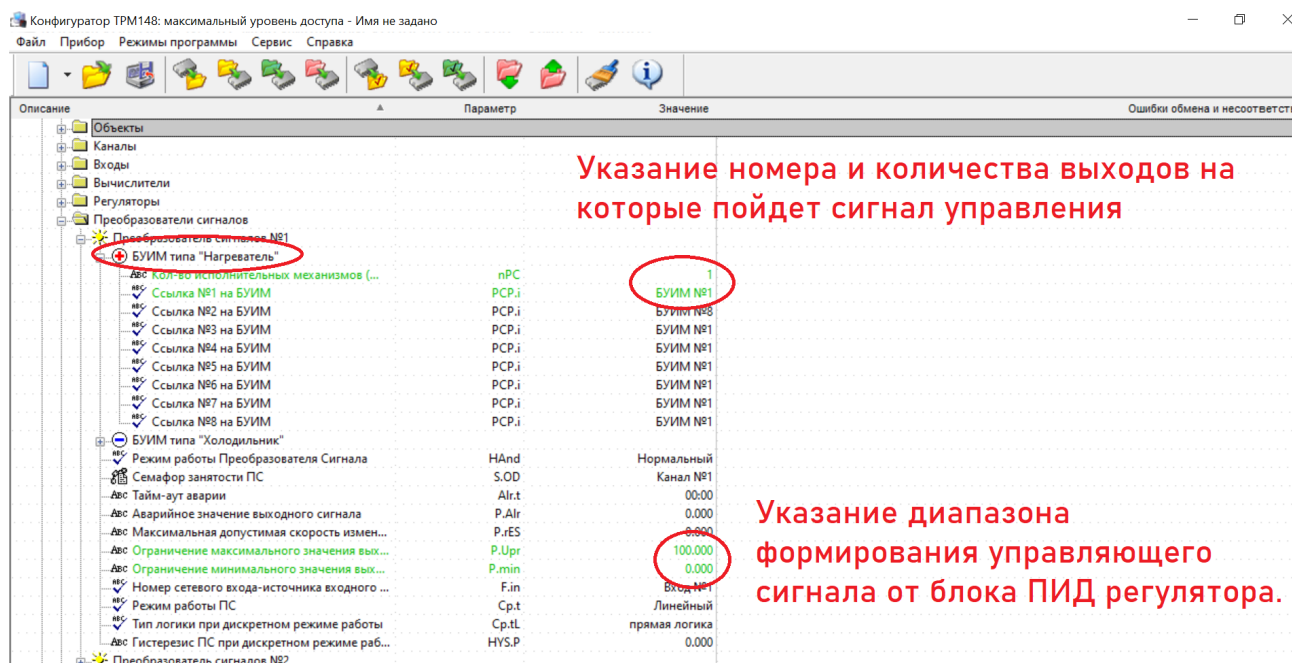 Конфигуратор ТРМ148: максимальный уровень доступа - Имя не задано
Файл Прибор Режимы программы Сервис Справка
Описание Параметр Значение Ошибки обмена и несоответст
Объекты
Каналы
Входы
Вычислители
Указание номера и количества выходов на
которые пойдет сигнал управления
Регуляторы
Преобразователи сигналов
Преобразователь сигналов №1
БУИМ типа "Нагреватель"
Кол-во исполнительных механизмов (... nPC 1
Ссылка №1 на БУИМ PCP.i БУИМ №1
Ссылка №2 на БУИМ PCP.i БУИМ №8
Ссылка №3 на БУИМ PCP.i БУИМ №1
Ссылка №4 на БУИМ PCP.i БУИМ №1
Ссылка №5 на БУИМ PCP.i БУИМ №1
Ссылка №6 на БУИМ PCP.i БУИМ №1
Ссылка №7 на БУИМ PCP.i БУИМ №1
Ссылка №8 на БУИМ PCP.i БУИМ №1
БУИМ типа "Холодильник"
Режим работы Преобразователя Сигнала HAnd Нормальный
Семафор занятости ПС S.OD Канал №1
Тайм-аут аварии Alr.t 00:00
Аварийное значение выходного сигнала P.Alr 0.000
Максимальная допустимая скорость измен... P.rES 0.000
Ограничение максимального значения вых... P.Upr 100.000
Ограничение минимального значения вых... P.min 0.000
Указание диапазона
формирования управляющего
сигнала от блока ПИД регулятора.
Номер сетевого входа-источника входного ... F.in Вход №1
Режим работы ПС Cp.t Линейный
Тип логики при дискретном режиме работы Cp.tL прямая логика
Гистерезис ПС при дискретном режиме раб... HYS.P 0.000
Преобразователь сигналов №2